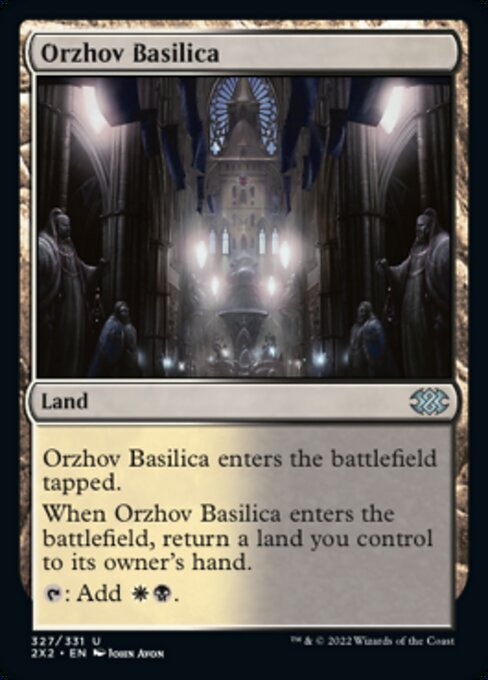 Orzhov Basilica
Land
Orzhov Basilica enters the battlefield
tapped.
When Orzhov Basilica enters the
battlefield, return a land you control
to its owner's hand.
: Add .
327/331 U
2X2 • EN John Avon
™ & © 2022 Wizards of the Coast